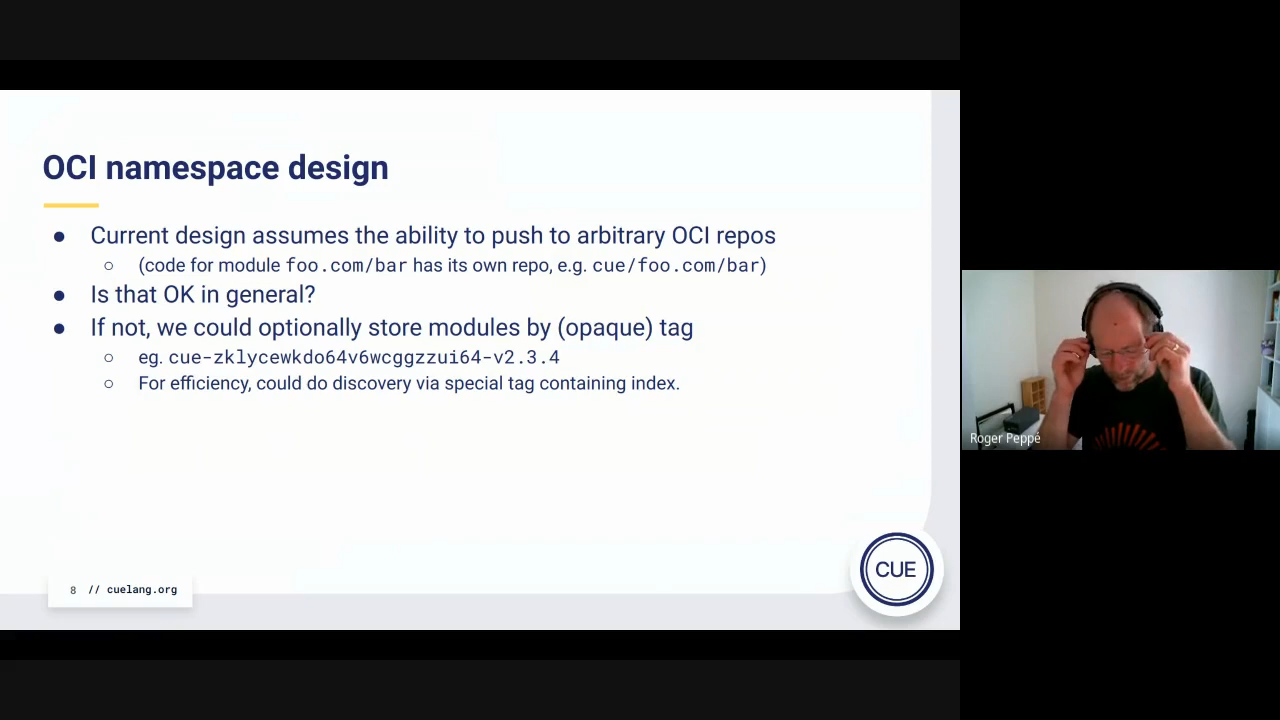 OCI namespace design
● Current design assumes the ability to push to arbitrary OCI repos
○ (code for module foo.com/bar has its own repo, e.g. cue/foo.com/bar)
● Is that OK in general?
● If not, we could optionally store modules by (opaque) tag
○ eg. cue-zklycewkdo64v6wcggzzui64-v2.3.4
○ For efficiency, could do discovery via special tag containing index.
Roger Peppé
CUE
8 // cuelang.org